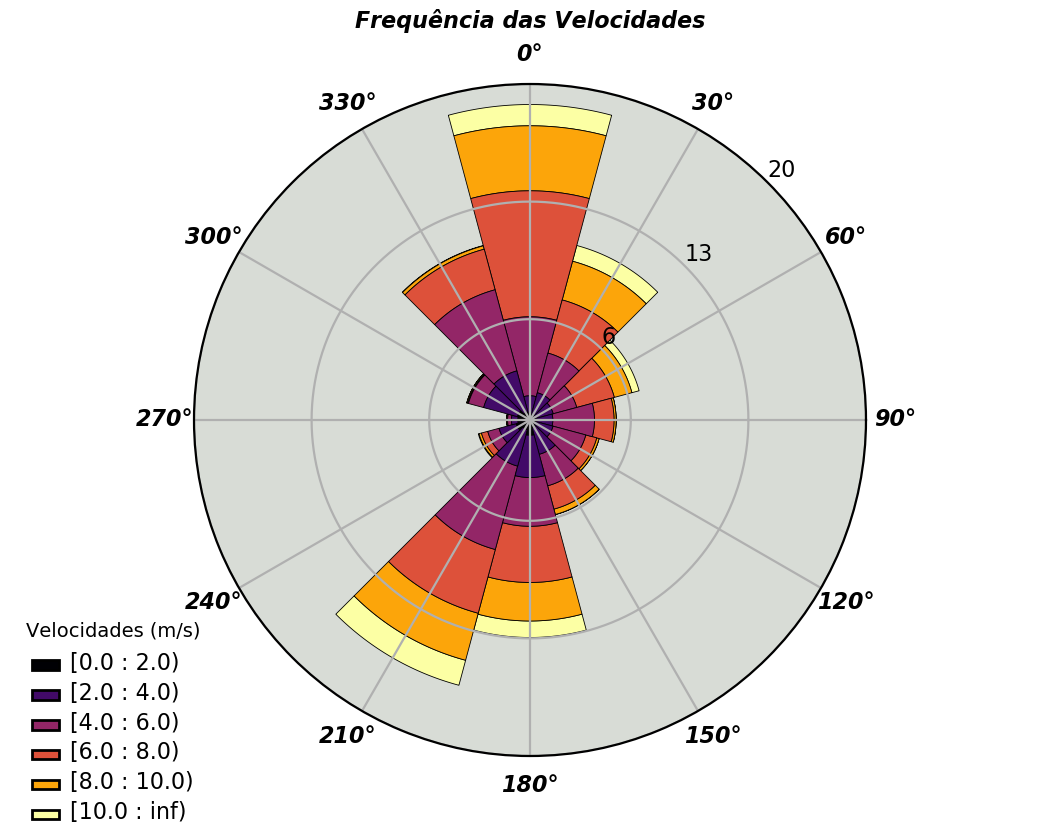 Frequência das Velocidades
0°
330°
30°
20
300°
60°
13
6
270°
90°
240°
120°
Velocidades (m/s)
[0.0 : 2.0)
[2.0 : 4.0)
[4.0 : 6.0)
[6.0 : 8.0)
[8.0 : 10.0)
[10.0 : inf)
210°
150°
180°